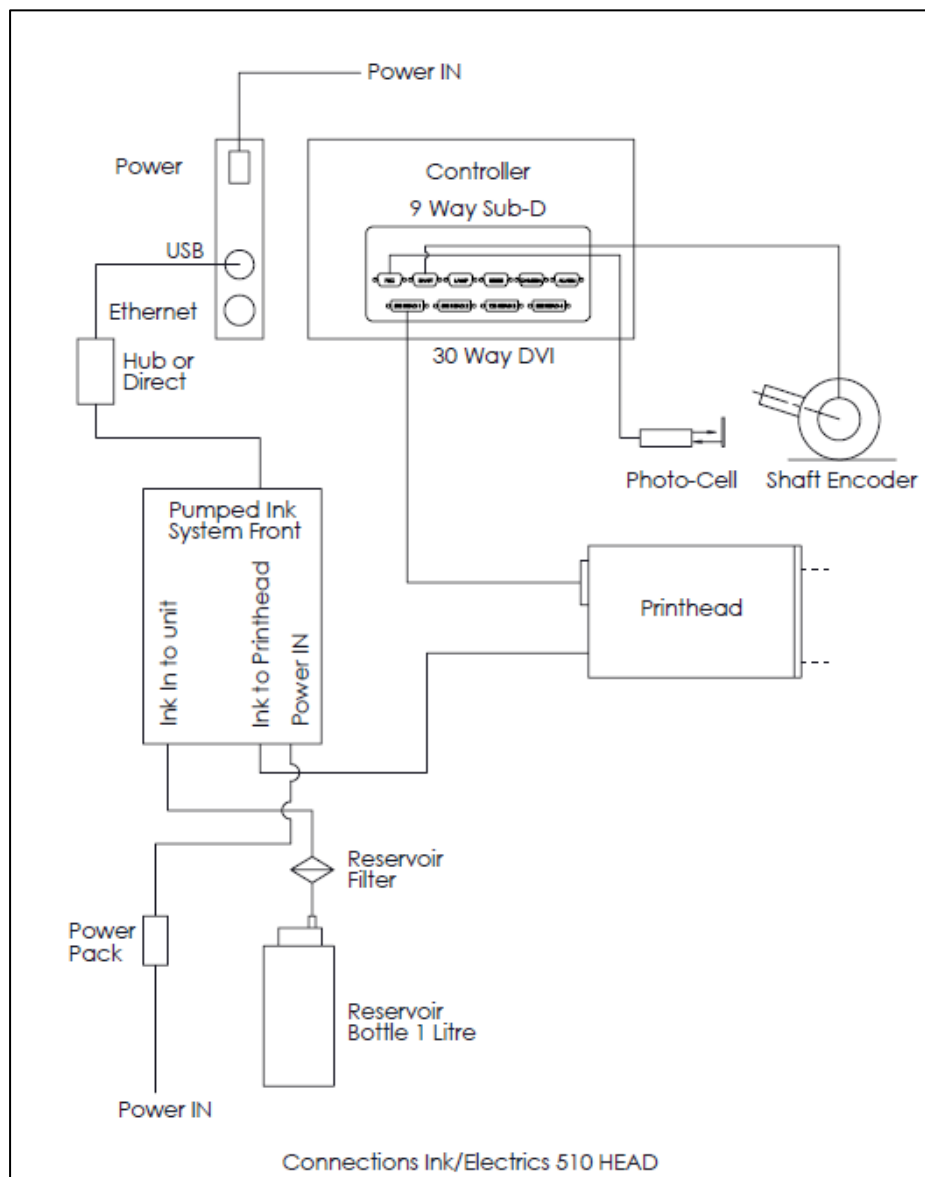 Power IN
Power
Controller
9 Way Sub-D
USB
Ethernet
30 Way DVI
Hub or
Direct
Photo-Cell
Shaft Encoder
Pumped Ink
System Front
Ink In to unit
Ink to Printhead
Power IN
Printhead
Reservoir
Filter
Power
Pack
Reservoir
Bottle 1 Litre
Power IN
Connections Ink/Electrics 510 HEAD